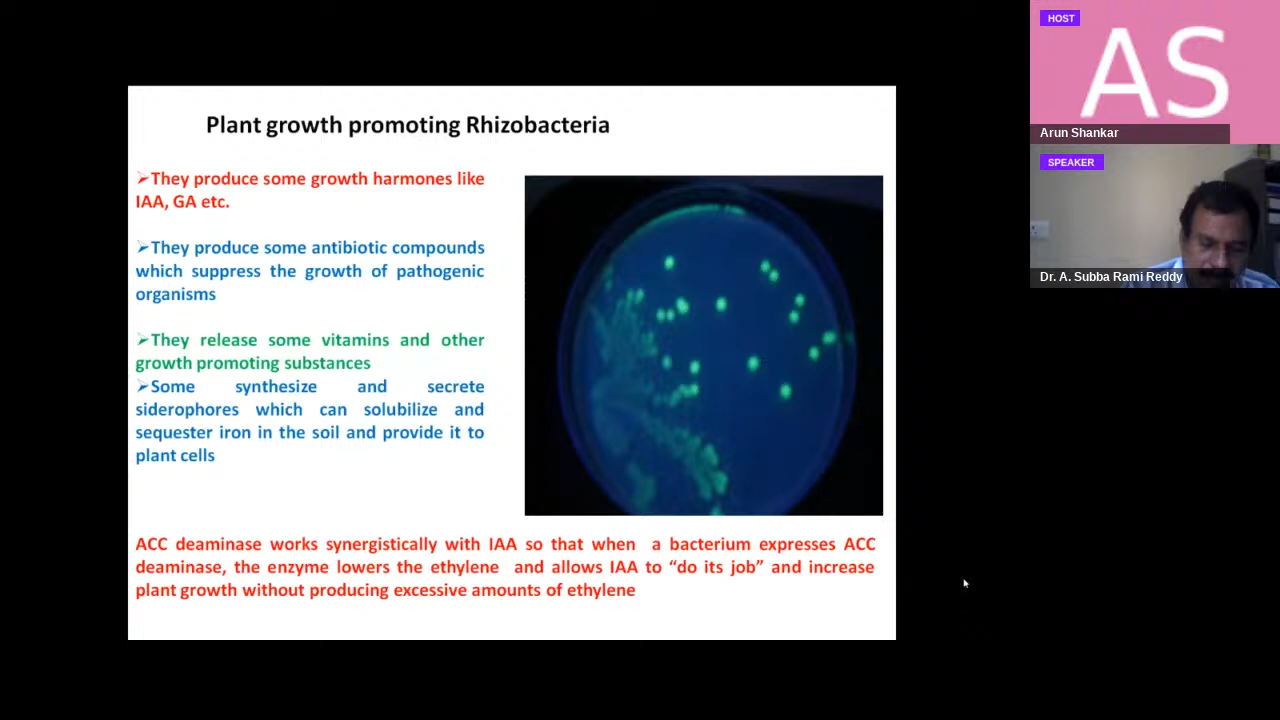 Plant growth promoting Rhizobacteria
➢They produce some growth harmones like
IAA, GA etc.
➢They produce some antibiotic compounds
which suppress the growth of pathogenic
organisms
➢They release some vitamins and other
growth promoting substances
➢Some synthesize and secrete
siderophores which can solubilize and
sequester iron in the soil and provide it to
plant cells
ACC deaminase works synergistically with IAA so that when a bacterium expresses ACC
deaminase, the enzyme lowers the ethylene and allows IAA to “do its job” and increase
plant growth without producing excessive amounts of ethylene
HOST
AS
Arun Shankar
SPEAKER
Dr. A. Subba Rami Reddy